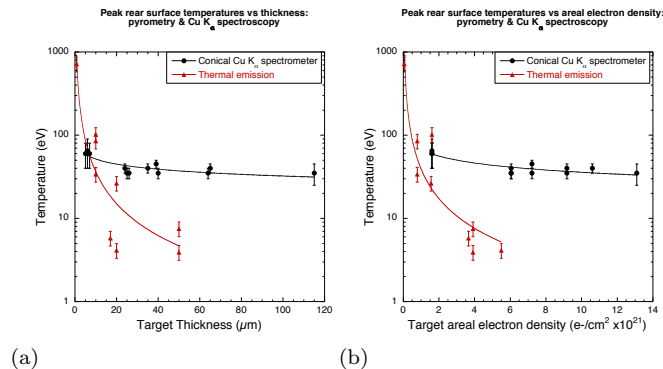 Peak rear surface temperatures vs thickness:
pyrometry & Cu Kα spectroscopy
Conical Cu Kα spectrometer
Thermal emission
Temperature (eV)
1000
100
10
1
0 20 40 60 80 100 120
Target Thickness (µm)
(a)
Peak rear surface temperatures vs areal electron density:
pyrometry & Cu Kα spectroscopy
Conical Cu Kα spectrometer
Thermal emission
Temperature (eV)
1000
100
10
1
0 2 4 6 8 10 12 14
Target areal electron density (e-/cm² x10²¹)
(b)